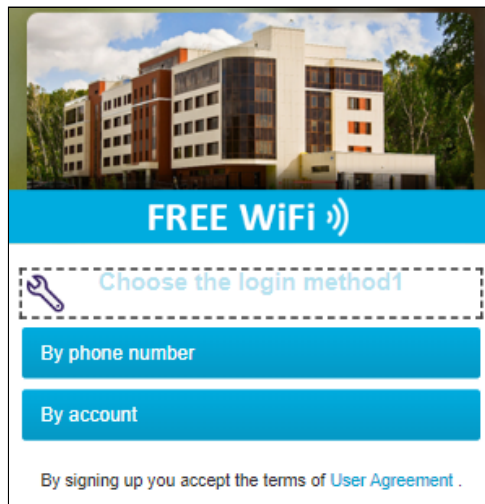 FREE WiFi
Choose the login method1
By phone number
By account
By signing up you accept the terms of User Agreement .